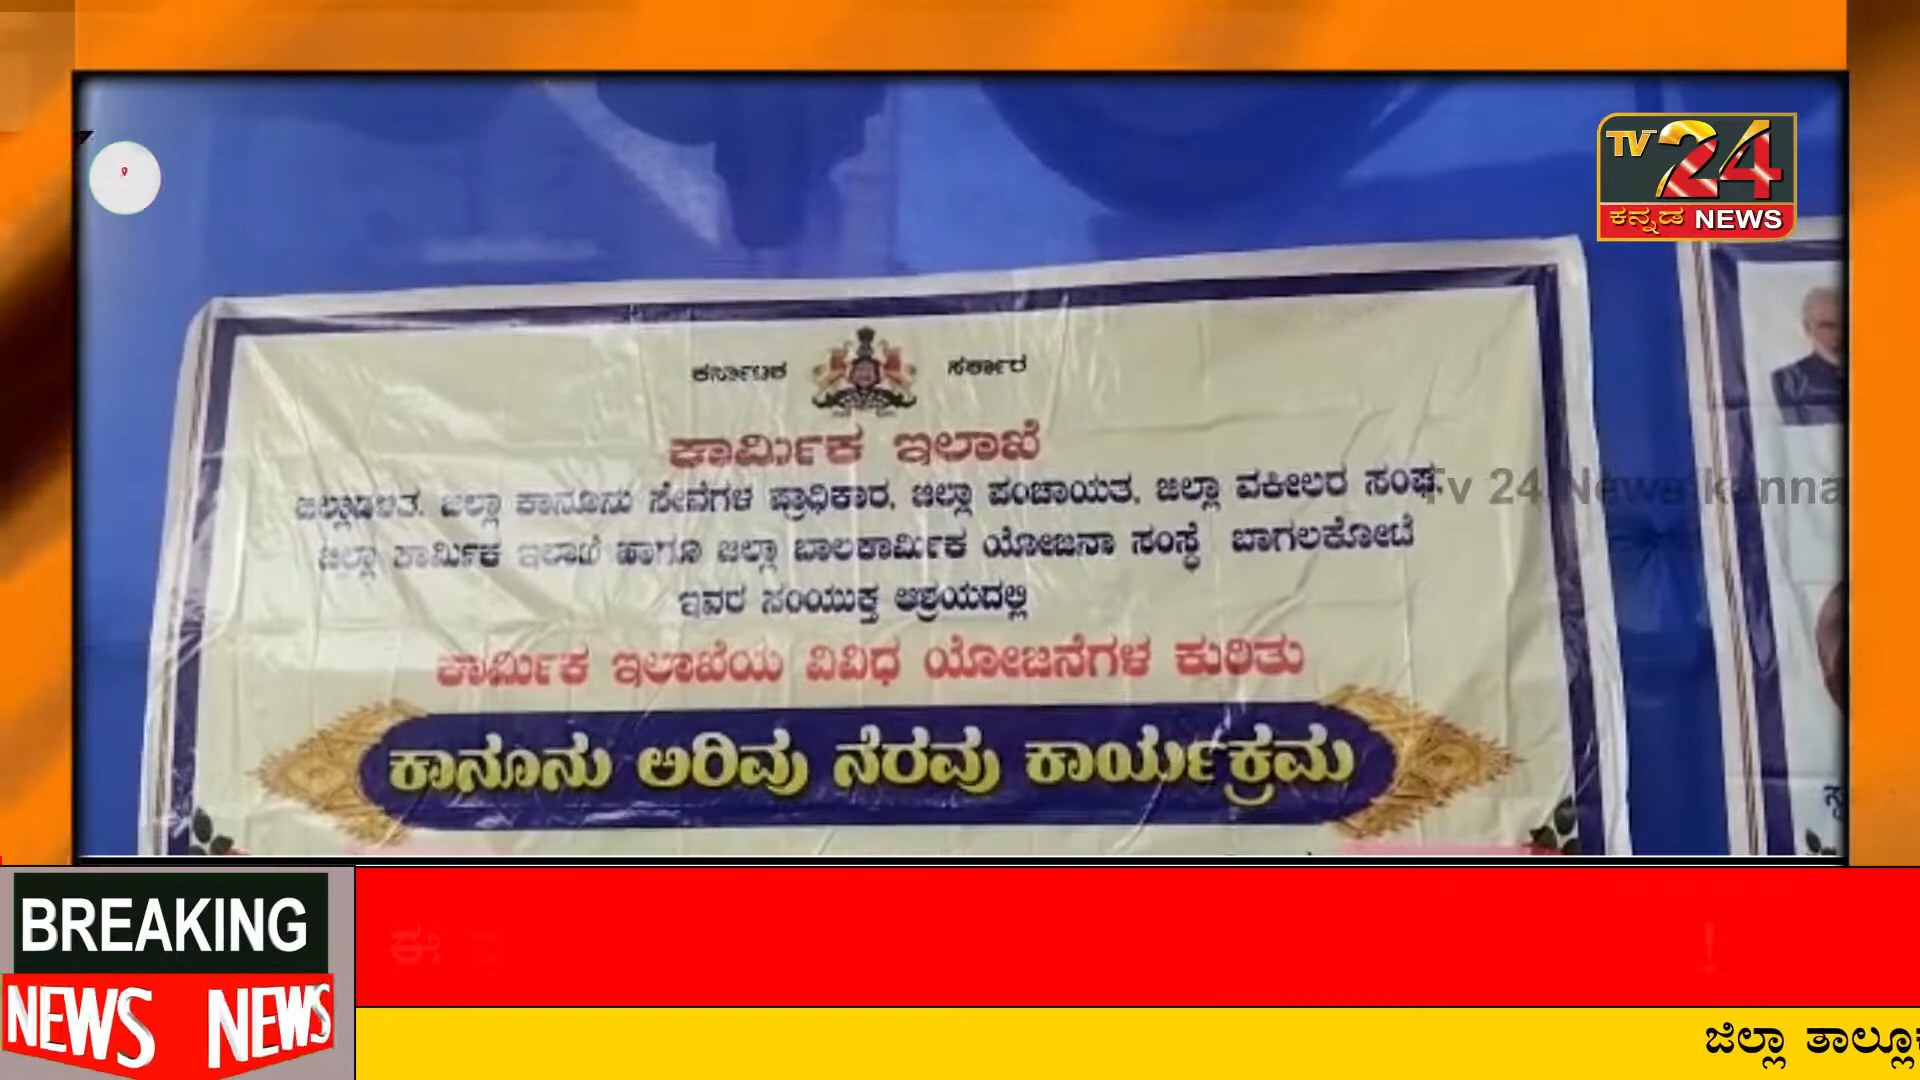 TV 24
ಕನ್ನಡ NEWS
ಕರ್ನಾಟಕ ಸರ್ಕಾರ
ಕಾರ್ಮಿಕ ಇಲಾಖೆ
ಜಿಲ್ಲಾಡಳಿತ, ಜಿಲ್ಲಾ ಕಾನೂನು ಸೇವೆಗಳ ಪ್ರಾಧಿಕಾರ, ಜಿಲ್ಲಾ ಪಂಚಾಯತ, ಜಿಲ್ಲಾ ವಕೀಲರ ಸಂಘ,
Tv 24 News kanna
ಜಿಲ್ಲಾ ಕಾರ್ಮಿಕ ಇಲಾಖೆ ಹಾಗೂ ಜಿಲ್ಲಾ ಬಾಲಕಾರ್ಮಿಕ ಯೋಜನಾ ಸಂಸ್ಥೆ ಬಾಗಲಕೋಟೆ
ಇವರ ಸಂಯುಕ್ತ ಆಶ್ರಯದಲ್ಲಿ
ಕಾರ್ಮಿಕ ಇಲಾಖೆಯ ವಿವಿಧ ಯೋಜನೆಗಳ ಕುರಿತು
ಕಾನೂನು ಅರಿವು ನೆರವು ಕಾರ್ಯಕ್ರಮ
BREAKING
NEWS NEWS
ಈ !
ಜಿಲ್ಲಾ ತಾಲ್ಲೂಕ